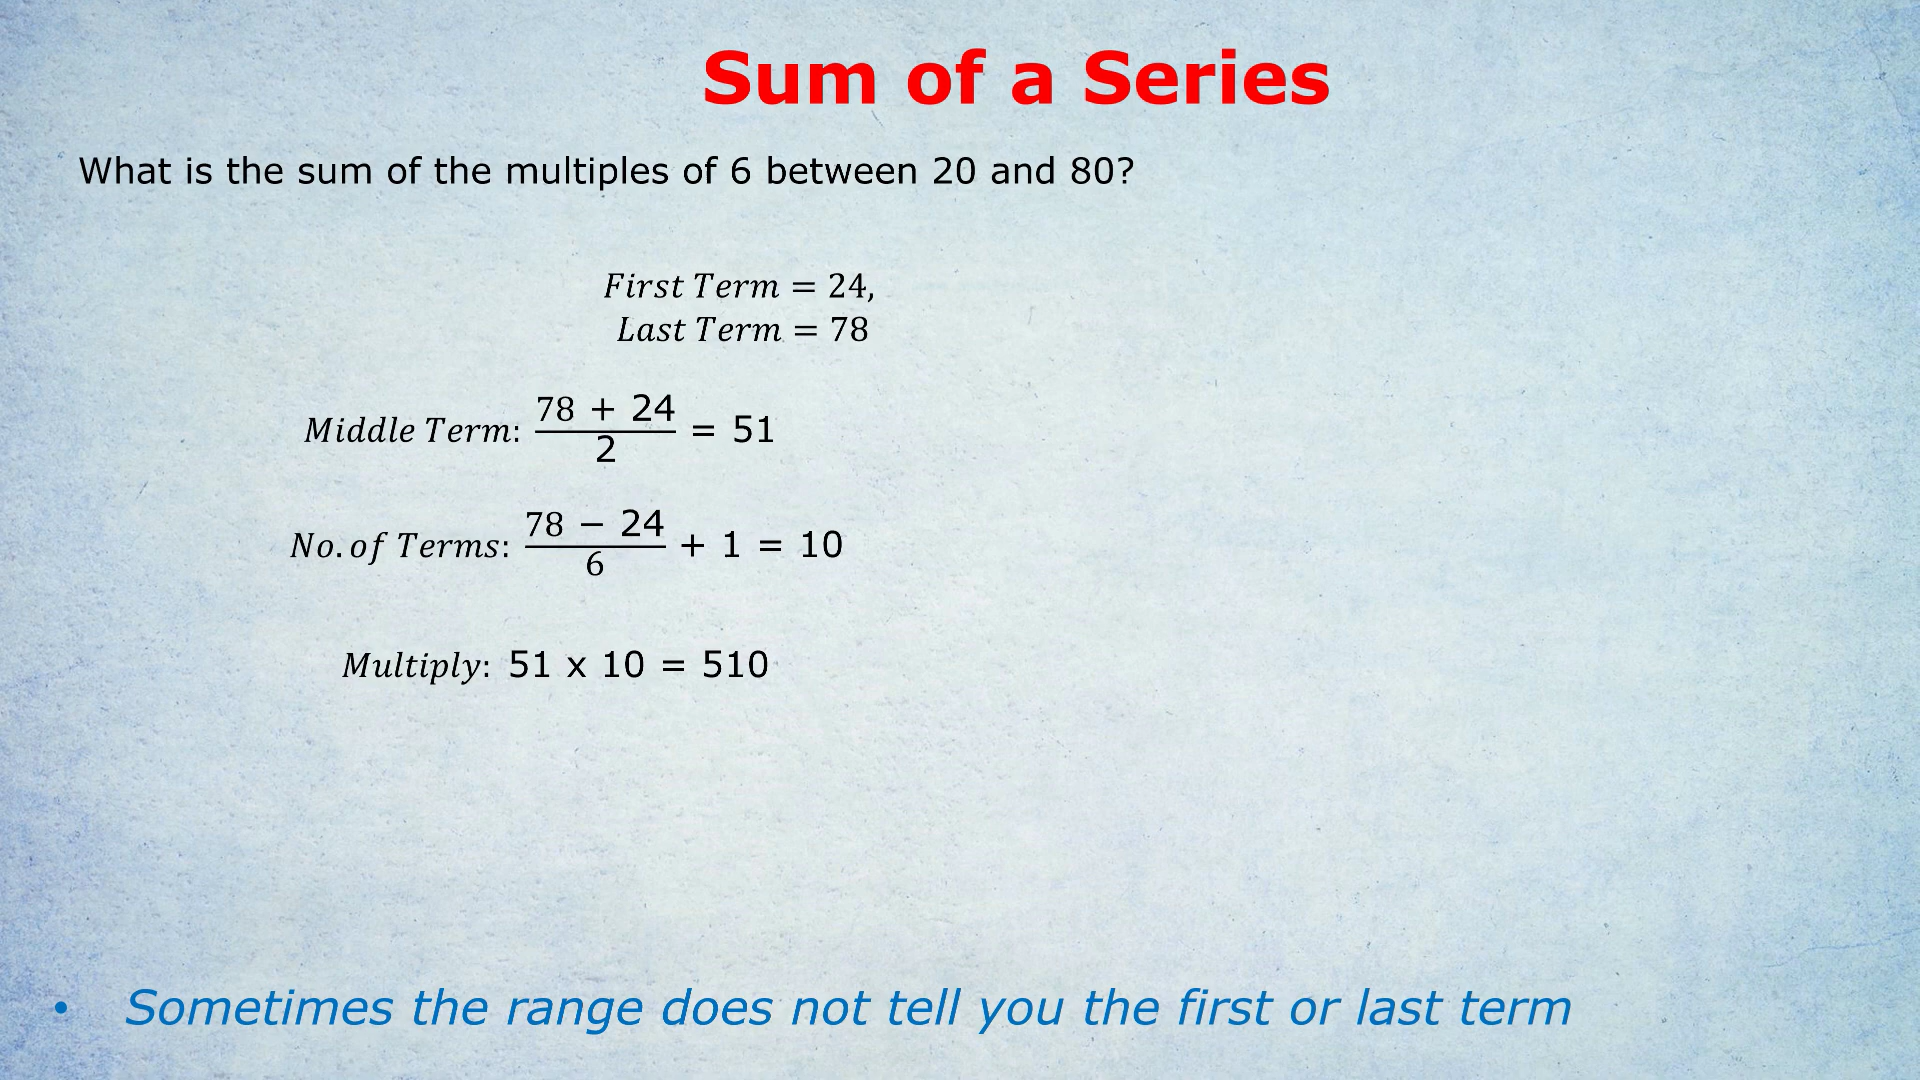 Sum of a Series
What is the sum of the multiples of 6 between 20 and 80?
First Term = 24,
Last Term = 78
Middle Term: 78 + 24 / 2 = 51
No. of Terms: 78 − 24 / 6 + 1 = 10
Multiply: 51 x 10 = 510
• Sometimes the range does not tell you the first or last term